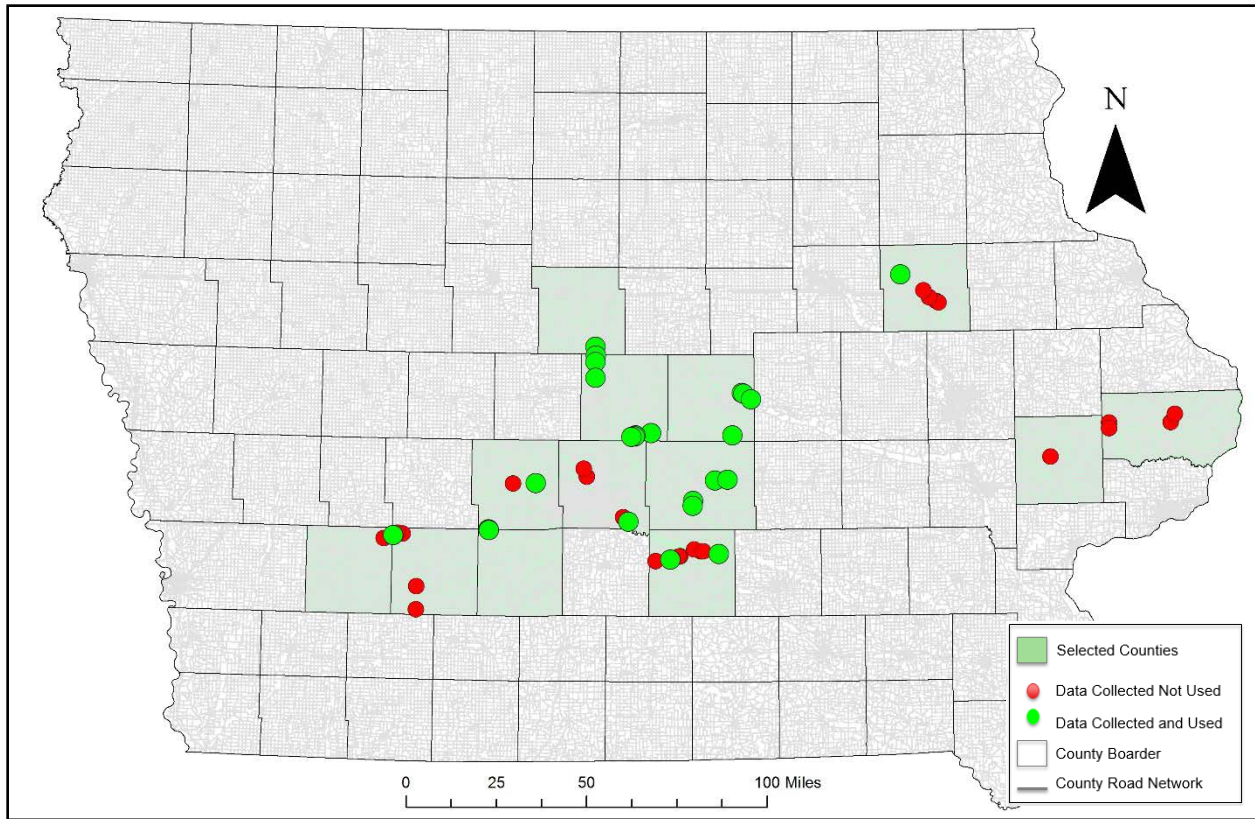 N
Selected Counties
Data Collected Not Used
Data Collected and Used
County Boarder
County Road Network
0 25 50 100 Miles